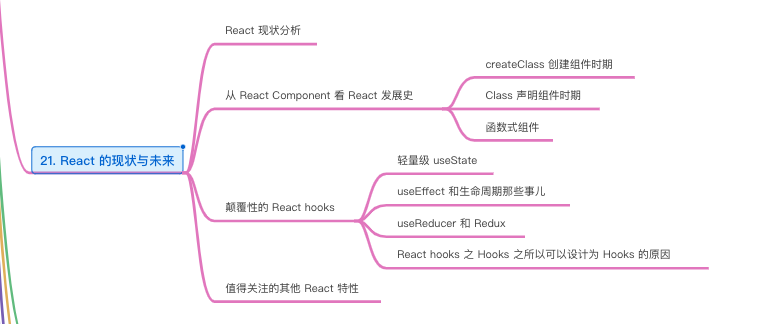 React 现状分析
createClass 创建组件时期
从 React Component 看 React 发展史
Class 声明组件时期
函数式组件
21. React 的现状与未来
轻量级 useState
useEffect 和生命周期那些事儿
颠覆性的 React hooks
useReducer 和 Redux
React hooks 之 Hooks 之所以可以设计为 Hooks 的原因
值得关注的其他 React 特性